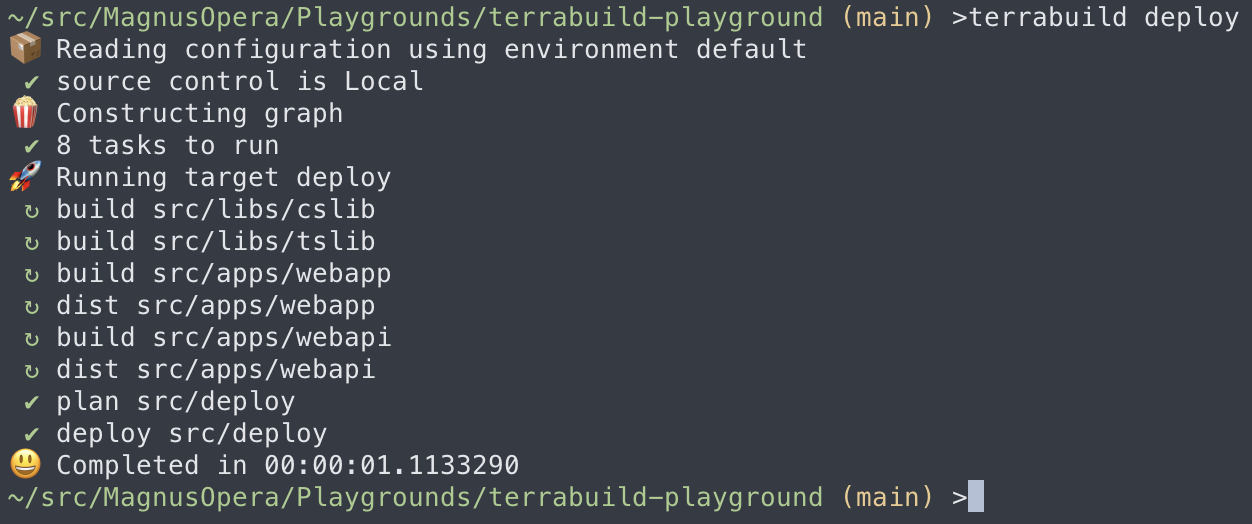 ~/src/MagnusOpera/Playgrounds/terrabuild-playground (main) >terrabuild deploy
📦 Reading configuration using environment default
✔ source control is Local
🍿 Constructing graph
✔ 8 tasks to run
🚀 Running target deploy
↻ build src/libs/cslib
↻ build src/libs/tslib
↻ build src/apps/webapp
↻ dist src/apps/webapp
↻ build src/apps/webapi
↻ dist src/apps/webapi
✔ plan src/deploy
✔ deploy src/deploy
😃 Completed in 00:00:01.1133290
~/src/MagnusOpera/Playgrounds/terrabuild-playground (main) >